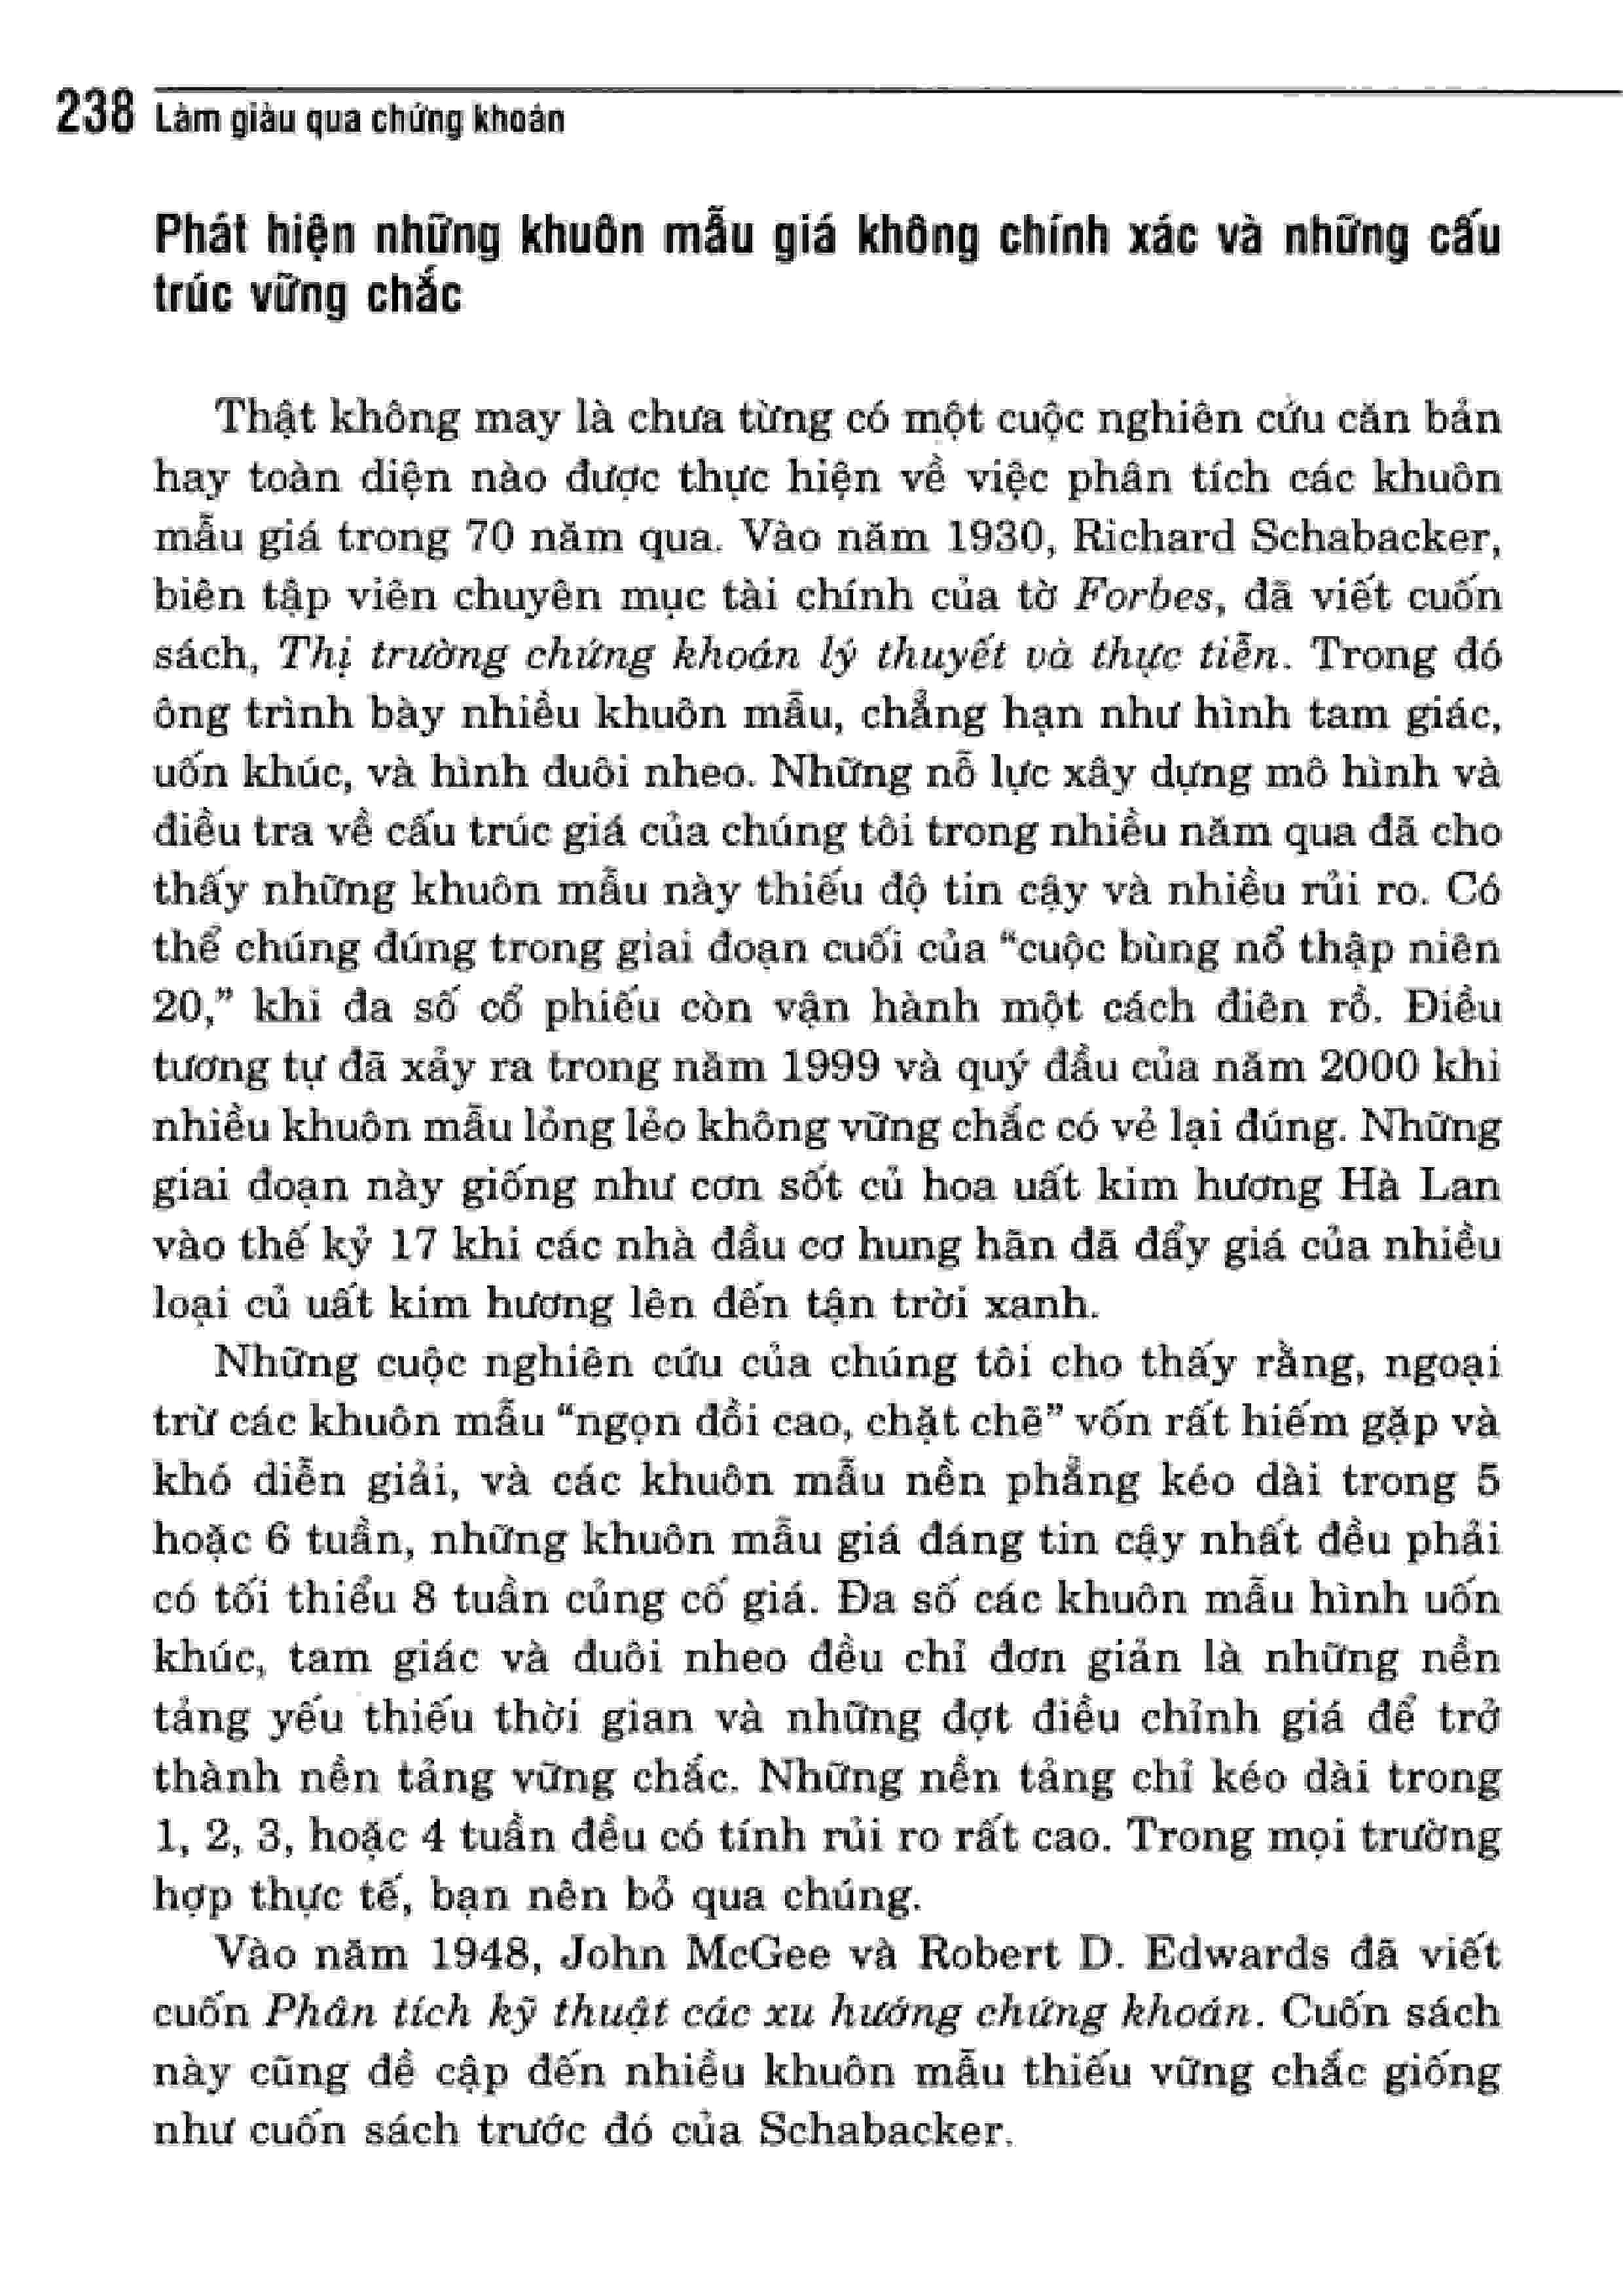 238 Làm giàu qua chứng khoán
Phát hiện những khuôn mẫu giá không chính xác và những cấu
trúc vững chắc
Thật không may là chưa từng có một cuộc nghiên cứu căn bản
hay toàn diện nào được thực hiện về việc phân tích các khuôn
mẫu giá trong 70 năm qua. Vào năm 1930, Richard Schabacker,
biên tập viên chuyên mục tài chính của tờ Forbes, đã viết cuốn
sách, Thị trường chứng khoán lý thuyết và thực tiễn. Trong đó
ông trình bày nhiều khuôn mẫu, chẳng hạn như hình tam giác,
uốn khúc, và hình đuôi nheo. Những nỗ lực xây dựng mô hình và
điều tra về cấu trúc giá của chúng tôi trong nhiều năm qua đã cho
thấy những khuôn mẫu này thiếu độ tin cậy và nhiều rủi ro. Có
thể chúng đúng trong giai đoạn cuối của “cuộc bùng nổ thập niên
20,” khi đa số cổ phiếu còn vận hành một cách điên rồ. Điều
tương tự đã xảy ra trong năm 1999 và quý đầu của năm 2000 khi
nhiều khuôn mẫu lỏng lẻo không vững chắc có vẻ lại đúng. Những
giai đoạn này giống như cơn sốt củ hoa uất kim hương Hà Lan
vào thế kỷ 17 khi các nhà đầu cơ hung hãn đã đẩy giá của nhiều
loại củ uất kim hương lên đến tận trời xanh.
Những cuộc nghiên cứu của chúng tôi cho thấy rằng, ngoại
trừ các khuôn mẫu “ngọn đồi cao, chặt chẽ” vốn rất hiếm gặp và
khó diễn giải, và các khuôn mẫu nền phẳng kéo dài trong 5
hoặc 6 tuần, những khuôn mẫu giá đáng tin cậy nhất đều phải
có tối thiểu 8 tuần củng cố giá. Đa số các khuôn mẫu hình uốn
khúc, tam giác và đuôi nheo đều chỉ đơn giản là những nền
tảng yếu thiếu thời gian và những đợt điều chỉnh giá để trở
thành nền tảng vững chắc. Những nền tảng chỉ kéo dài trong
1, 2, 3, hoặc 4 tuần đều có tính rủi ro rất cao. Trong mọi trường
hợp thực tế, bạn nên bỏ qua chúng.
Vào năm 1948, John McGee và Robert D. Edwards đã viết
cuốn Phân tích kỹ thuật các xu hướng chứng khoán. Cuốn sách
này cũng đề cập đến nhiều khuôn mẫu thiếu vững chắc giống
như cuốn sách trước đó của Schabacker.